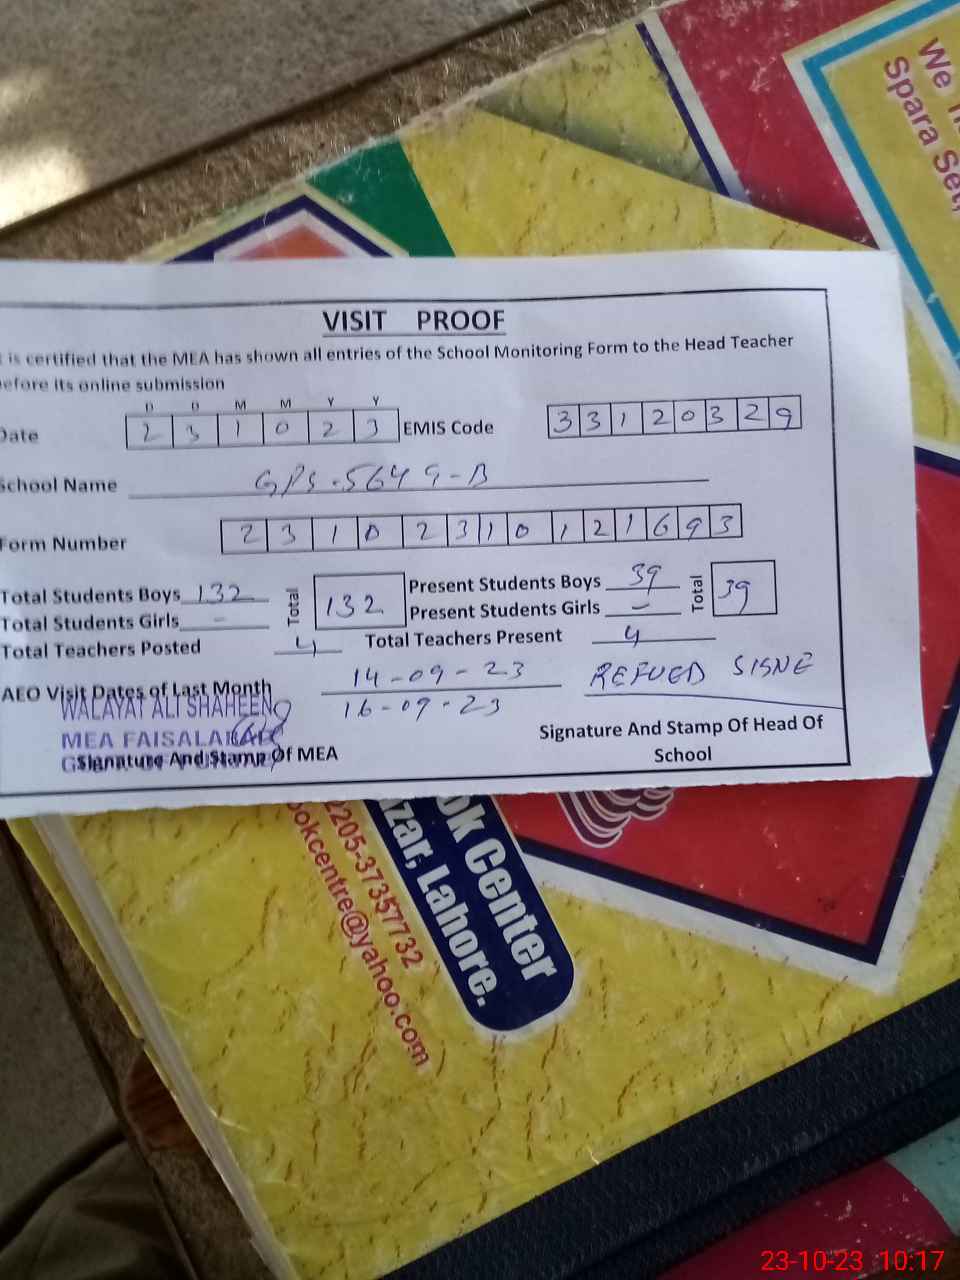 We
Spara Set,
VISIT PROOF
is certified that the MEA has shown all entries of the School Monitoring Form to the Head Teacher
efore its online submission
D D M M Y Y
Date 2 3 1 0 2 3 EMIS Code 3 3 1 2 0 3 2 9
School Name GPS.564 G-B
Form Number 2 3 1 0 2 3 1 0 1 2 1 6 9 3
Total Students Boys 132 Total 132 Present Students Boys 39 Total 39
Total Students Girls - Present Students Girls -
Total Teachers Posted 4 Total Teachers Present 4
AEO Visit Dates of Last Month 14-09-23 REFUED SISNE
16-09-23
WALAYAT ALI SHAHEEN
MEA FAISALABAD
Signature And Stamp Of MEA
Signature And Stamp Of Head Of
School
ok Center
zar, Lahore.
2205-37357732
ookcentre@yahoo.com
23-10-23 10:17